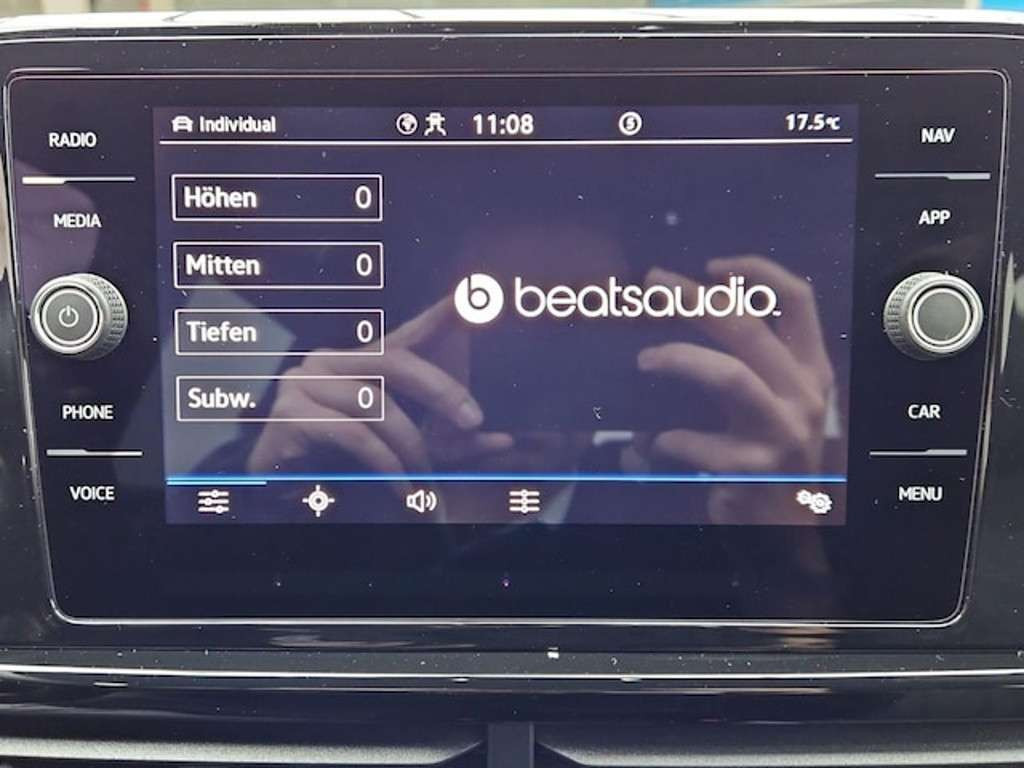 RADIO
MEDIA
PHONE
VOICE
Individual
11:08
S
17.5°C
Höhen 0
Mitten 0
Tiefen 0
Subw. 0
b beatsaudio™
NAV
APP
CAR
MENU